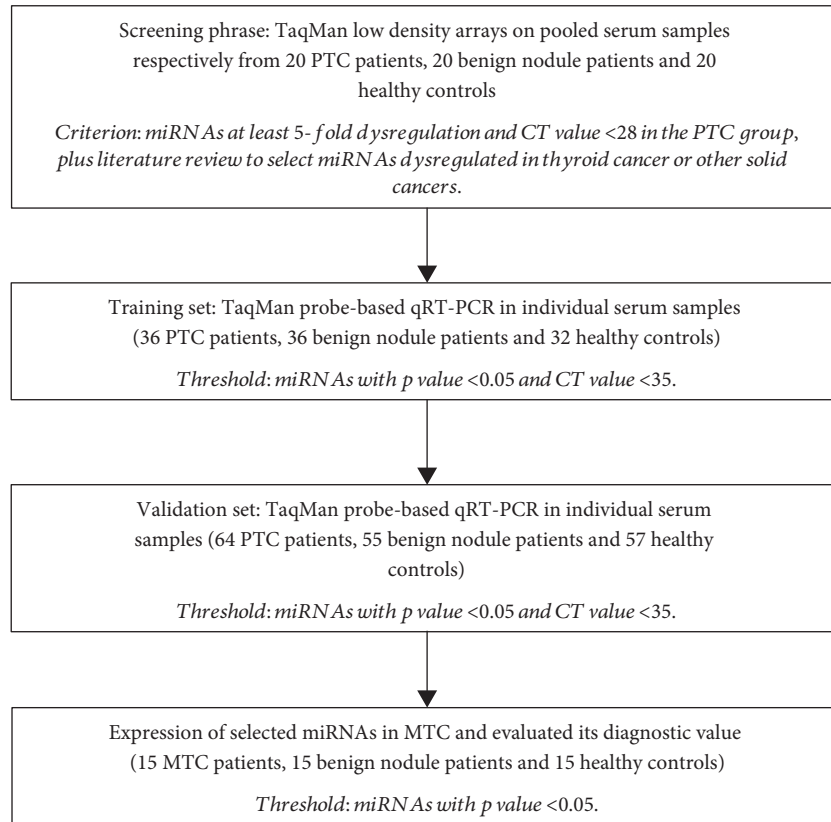 Screening phrase: TaqMan low density arrays on pooled serum samples
respectively from 20 PTC patients, 20 benign nodule patients and 20
healthy controls
Criterion: miRNAs at least 5-fold dysregulation and CT value <28 in the PTC group,
plus literature review to select miRNAs dysregulated in thyroid cancer or other solid
cancers.
Training set: TaqMan probe-based qRT-PCR in individual serum samples
(36 PTC patients, 36 benign nodule patients and 32 healthy controls)
Threshold: miRNAs with p value <0.05 and CT value <35.
Validation set: TaqMan probe-based qRT-PCR in individual serum
samples (64 PTC patients, 55 benign nodule patients and 57 healthy
controls)
Threshold: miRNAs with p value <0.05 and CT value <35.
Expression of selected miRNAs in MTC and evaluated its diagnostic value
(15 MTC patients, 15 benign nodule patients and 15 healthy controls)
Threshold: miRNAs with p value <0.05.